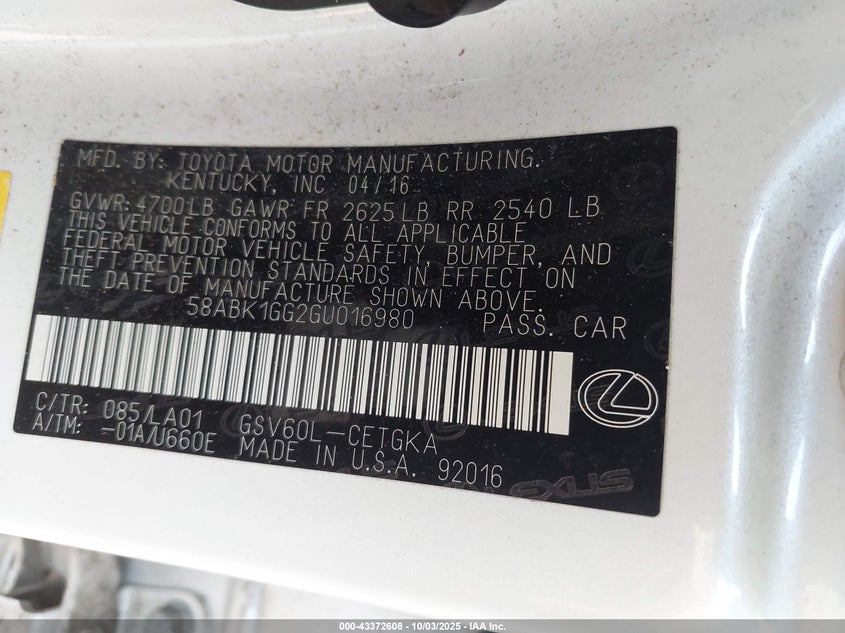 MFD. BY: TOYOTA MOTOR MANUFACTURING.
KENTUCKY, INC 04/16
GVWR: 4700LB GAWR FR 2625LB RR 2540 LB
THIS VEHICLE CONFORMS TO ALL APPLICABLE
FEDERAL MOTOR VEHICLE SAFETY, BUMPER, AND
THEFT PREVENTION STANDARDS IN EFFECT ON
THE DATE OF MANUFACTURE SHOWN ABOVE.
58ABK1GG2GU016980 PASS. CAR
C/TR: 085/LA01 GSV60L-CETGKA
A/TM: -01A/U660E MADE IN U.S.A. 92016
000-43372608 - 10/03/2025 - IAA Inc.